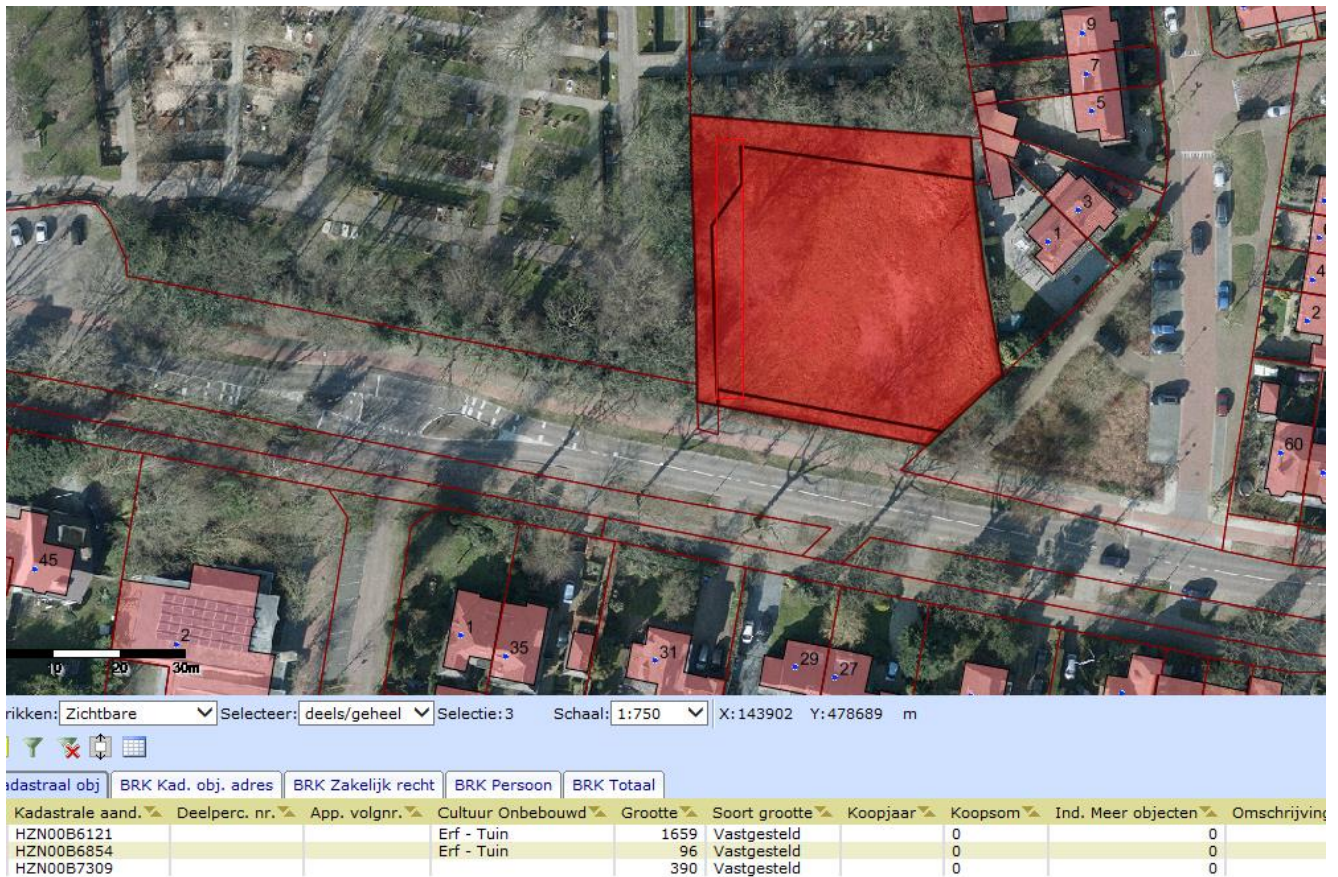 9
7
5
3
1
4
2
60
45
2
1
35
31
29
27
10 20 30m
rikken: Zichtbare Selecteer: deels/geheel Selectie:3 Schaal: 1:750 X:143902 Y:478689 m
adastraal obj BRK Kad. obj. adres BRK Zakelijk recht BRK Persoon BRK Totaal
Kadastrale aand. Deelperc. nr. App. volgnr. Cultuur Onbebouwd Grootte Soort grootte Koopjaar Koopsom Ind. Meer objecten Omschrijving
HZN00B6121 Erf - Tuin 1659 Vastgesteld 0 0
HZN00B6854 Erf - Tuin 96 Vastgesteld 0 0
HZN00B7309 390 Vastgesteld 0 0